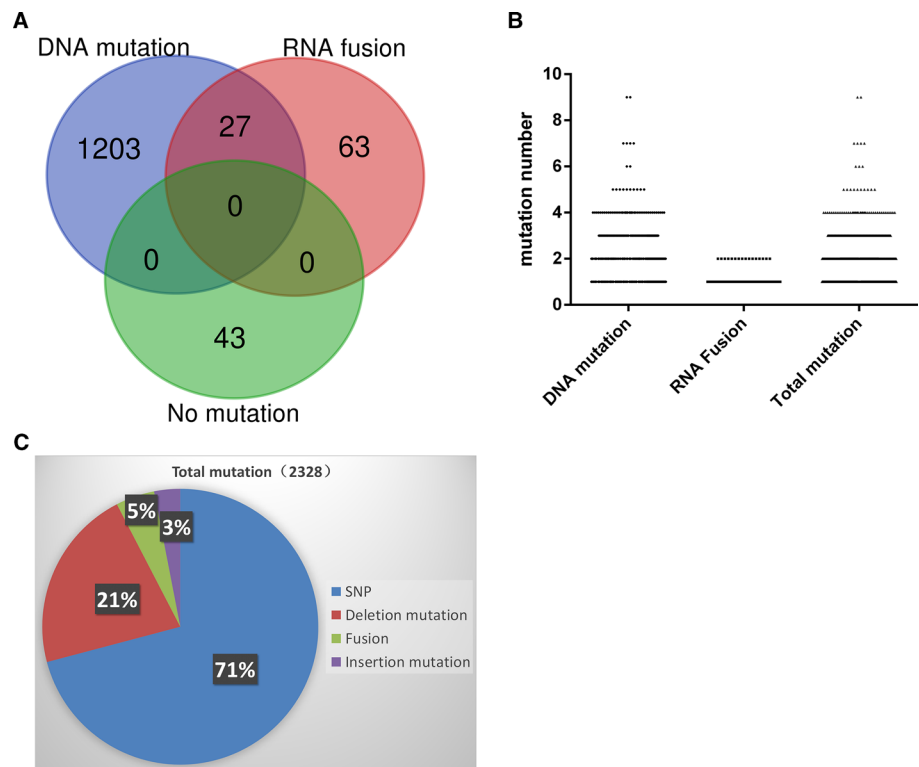 A
DNA mutation
RNA fusion
1203
27
63
0
0
0
43
No mutation
B
mutation number
10
8
6
4
2
0
DNA mutation
RNA Fusion
Total mutation
C
Total mutation（2328）
5%
3%
21%
71%
SNP
Deletion mutation
Fusion
Insertion mutation